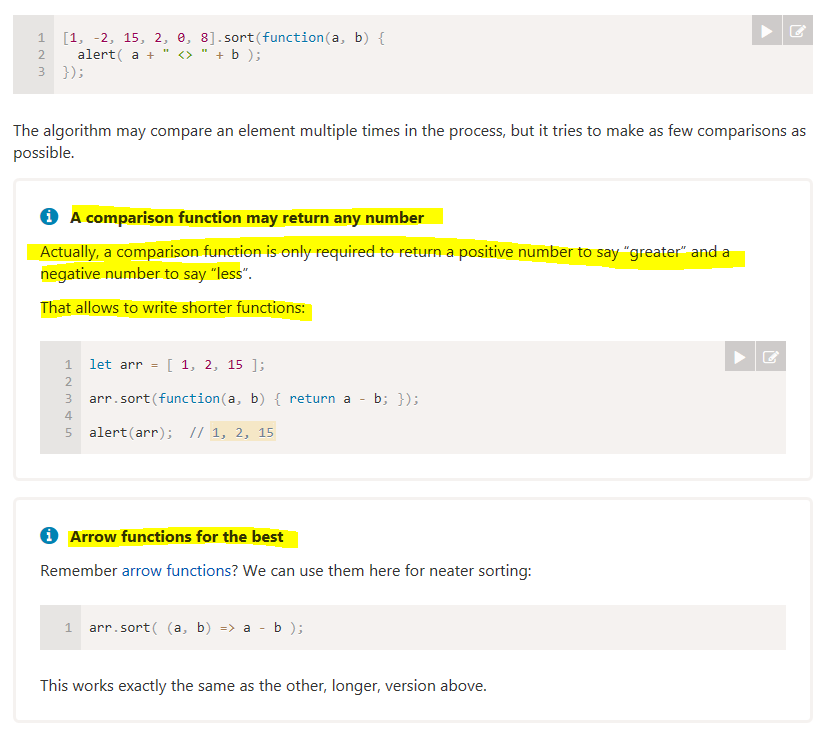 1 [1, -2, 15, 2, 0, 8].sort(function(a, b) {
2   alert( a + " <> " + b );
3 });
The algorithm may compare an element multiple times in the process, but it tries to make as few comparisons as
possible.
A comparison function may return any number
Actually, a comparison function is only required to return a positive number to say “greater” and a
negative number to say “less”.
That allows to write shorter functions:
1 let arr = [ 1, 2, 15 ];
2
3 arr.sort(function(a, b) { return a - b; });
4
5 alert(arr);  // 1, 2, 15
Arrow functions for the best
Remember arrow functions? We can use them here for neater sorting:
1 arr.sort( (a, b) => a - b );
This works exactly the same as the other, longer, version above.